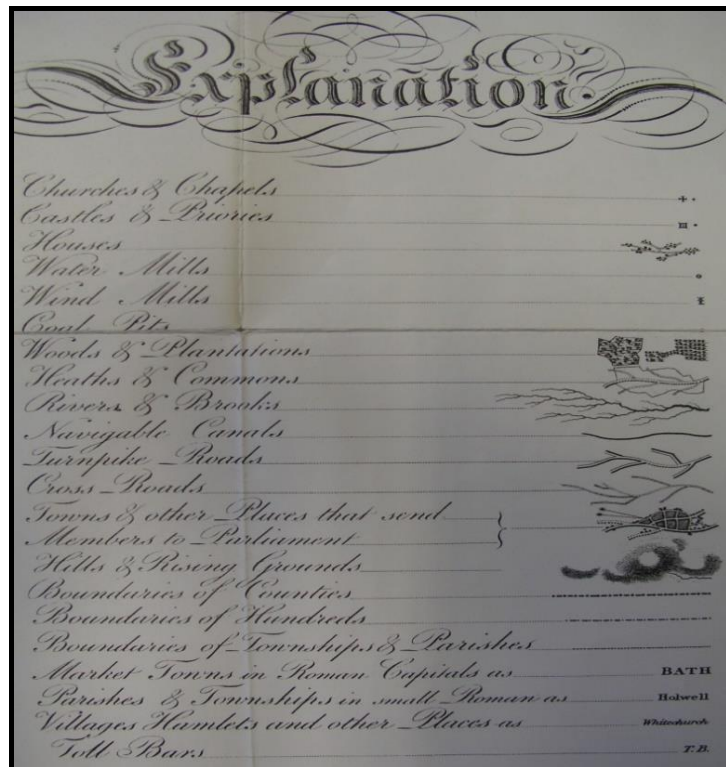 Explanation.
Churches & Chapels
Castles & Priories
Houses
Water Mills
Wind Mills
Coal Pits
Woods & Plantations
Heaths & Commons
Rivers & Brooks
Navigable Canals
Turnpike Roads
Cross Roads
Towns & other Places that send
Members to Parliament
Hills & Rising Grounds
Boundaries of Counties
Boundaries of Hundreds
Boundaries of Townships & Parishes
Market Towns in Roman Capitals as BATH
Parishes & Townships in small Roman as Holwell
Villages Hamlets and other Places as Whitechurch
Toll Bars T.B.